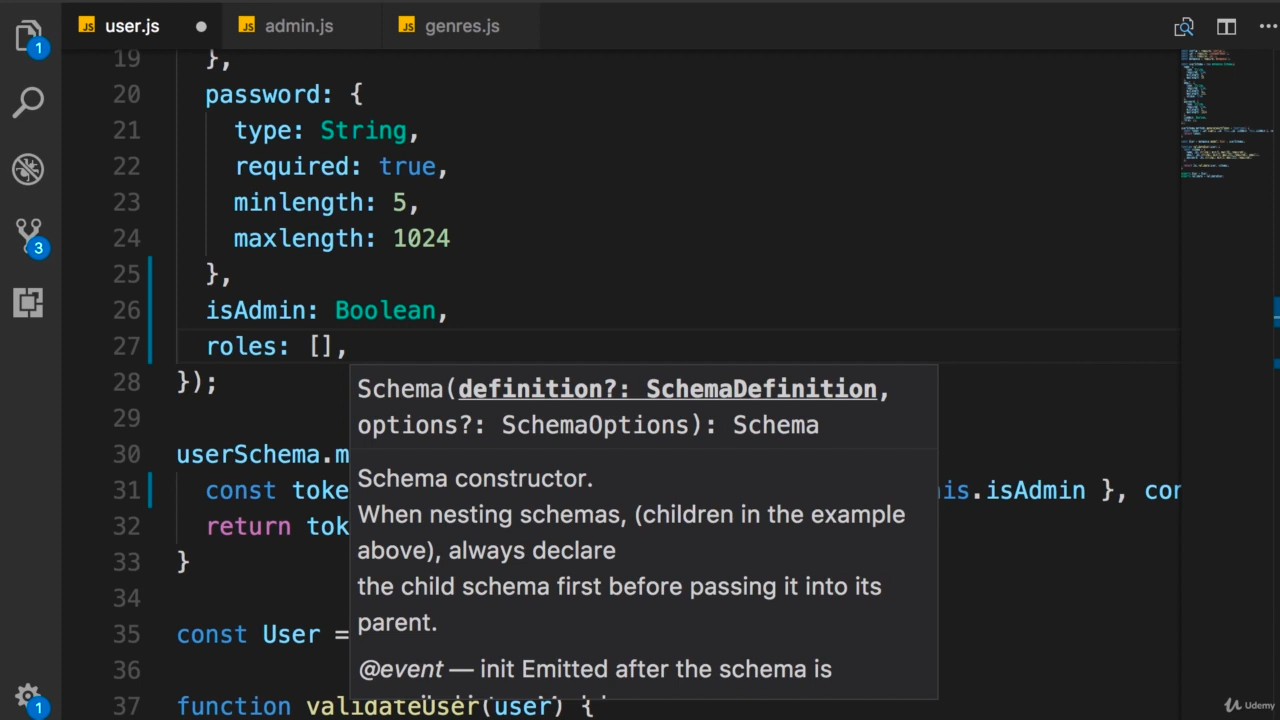 user.js
admin.js
genres.js
19 },
20 password: {
21 type: String,
22 required: true,
23 minlength: 5,
24 maxlength: 1024
25 },
26 isAdmin: Boolean,
27 roles: [],
28 });
Schema(definition?: SchemaDefinition,
options?: SchemaOptions): Schema
Schema constructor.
When nesting schemas, (children in the example
above), always declare
the child schema first before passing it into its
parent.
@event — init Emitted after the schema is
29
30 userSchema.m
31 const toke is.isAdmin }, con
32 return tok
33 }
34
35 const User =
36
37 function validateUser(user) {
1
3
1
Udemy